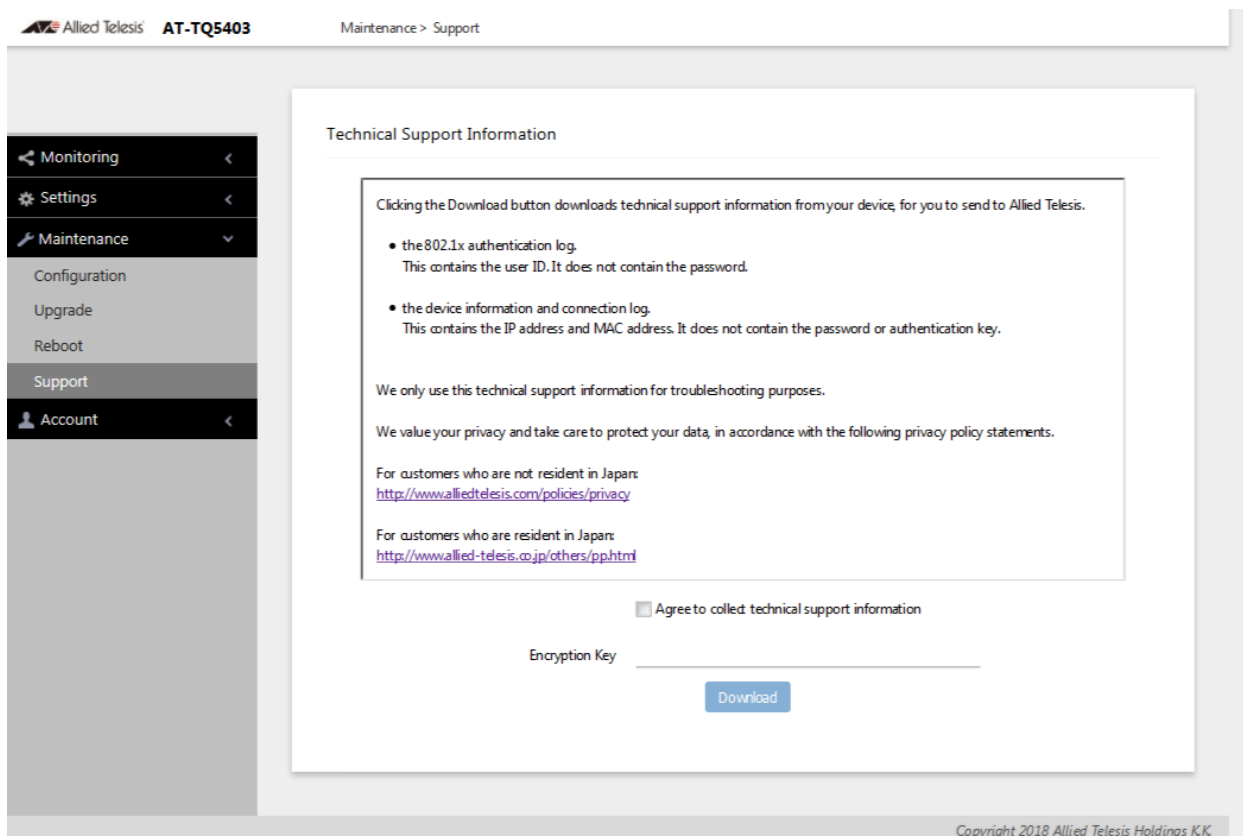 Allied Telesis AT-TQ5403 Maintenance > Support
Monitoring
Settings
Maintenance
Configuration
Upgrade
Reboot
Support
Account
Technical Support Information
Clicking the Download button downloads technical support information from your device, for you to send to Allied Telesis.
• the 802.1x authentication log.
This contains the user ID. It does not contain the password.
• the device information and connection log.
This contains the IP address and MAC address. It does not contain the password or authentication key.
We only use this technical support information for troubleshooting purposes.
We value your privacy and take care to protect your data, in accordance with the following privacy policy statements.
For customers who are not resident in Japan:
http://www.alliedtelesis.com/policies/privacy
For customers who are resident in Japan:
http://www.allied-telesis.co.jp/others/pp.html
Agree to collect technical support information
Encryption Key
Download
Copyright 2018 Allied Telesis Holdings K.K.